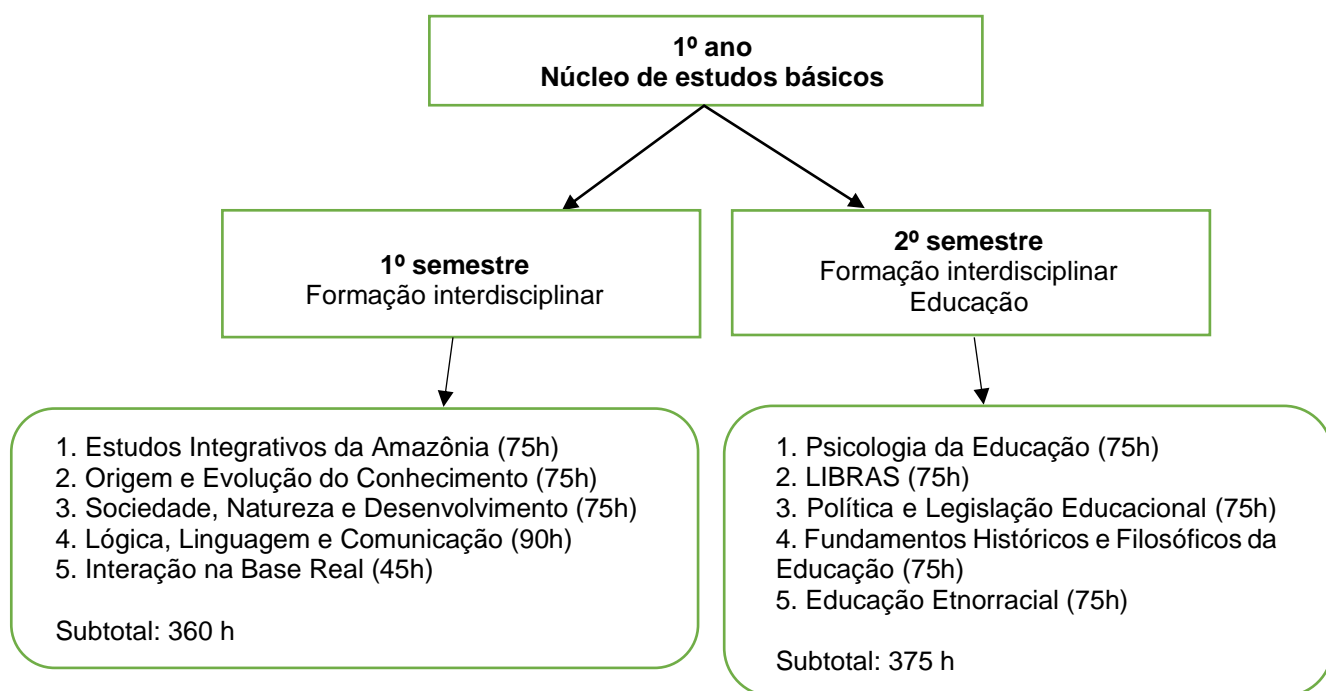 1º ano
Núcleo de estudos básicos
1º semestre
Formação interdisciplinar
2º semestre
Formação interdisciplinar
Educação
1. Estudos Integrativos da Amazônia (75h)
2. Origem e Evolução do Conhecimento (75h)
3. Sociedade, Natureza e Desenvolvimento (75h)
4. Lógica, Linguagem e Comunicação (90h)
5. Interação na Base Real (45h)
Subtotal: 360 h
1. Psicologia da Educação (75h)
2. LIBRAS (75h)
3. Política e Legislação Educacional (75h)
4. Fundamentos Históricos e Filosóficos da
Educação (75h)
5. Educação Etnorracial (75h)
Subtotal: 375 h